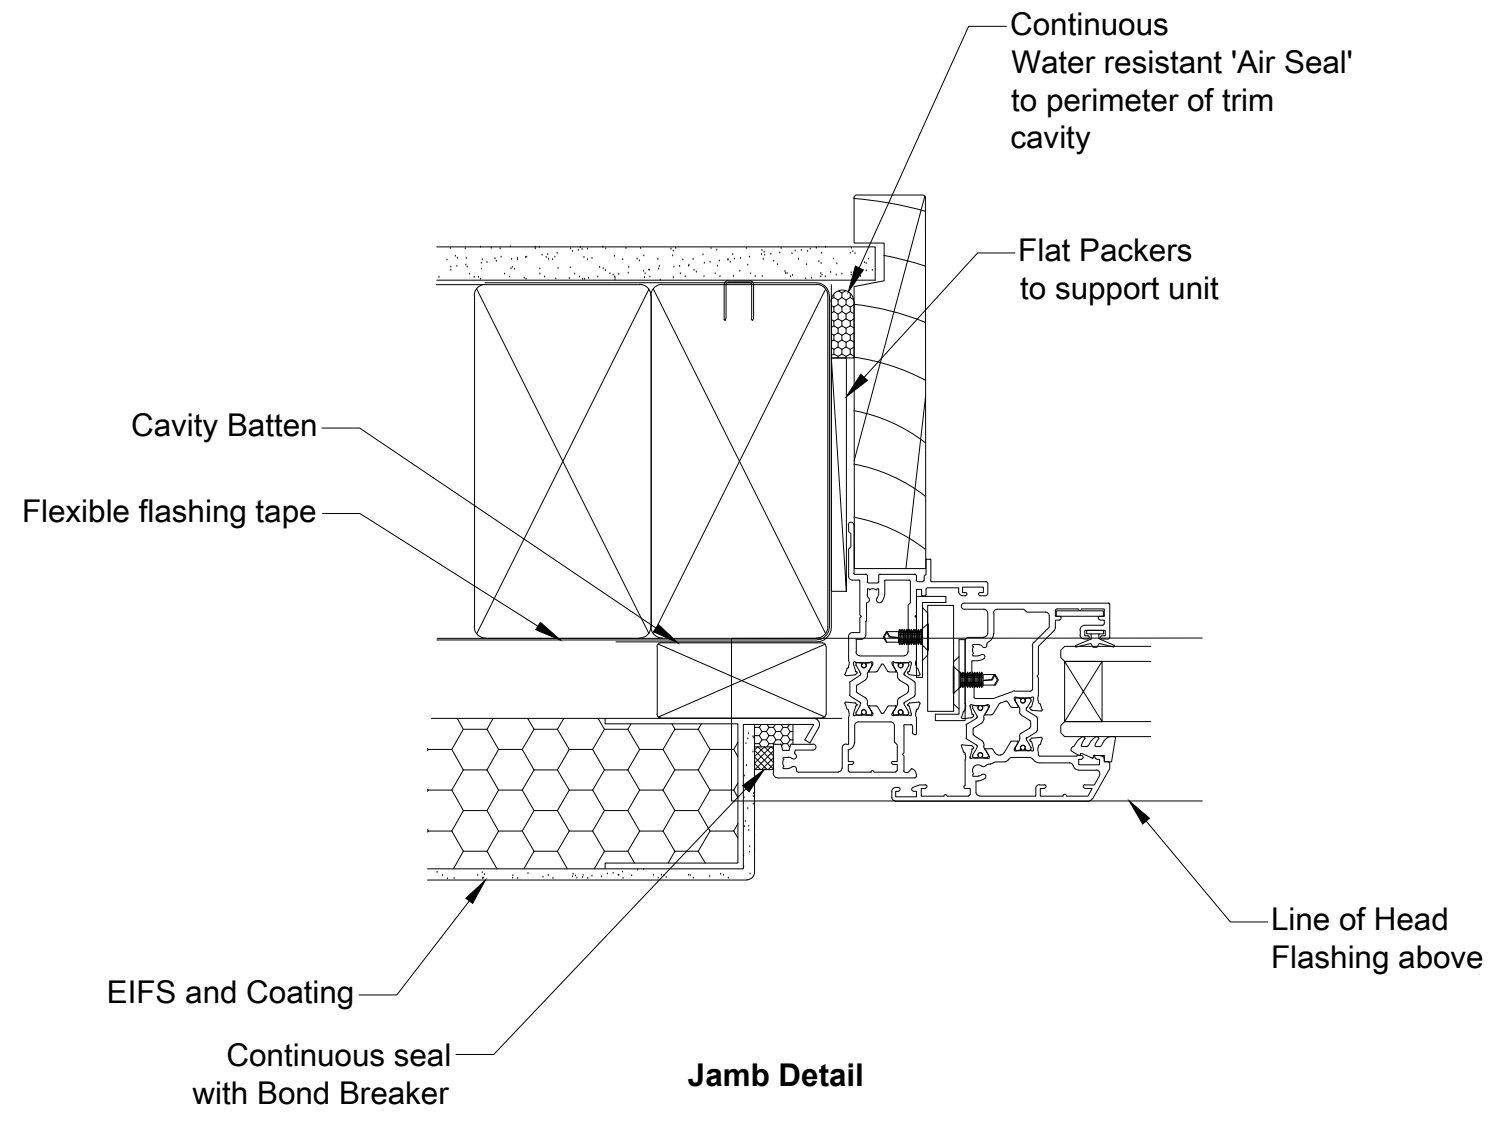 Continuous
Water resistant 'Air Seal'
to perimeter of trim
cavity
Flat Packers
to support unit
Cavity Batten
Flexible flashing tape
Line of Head
Flashing above
EIFS and Coating
Continuous seal
with Bond Breaker
Jamb Detail